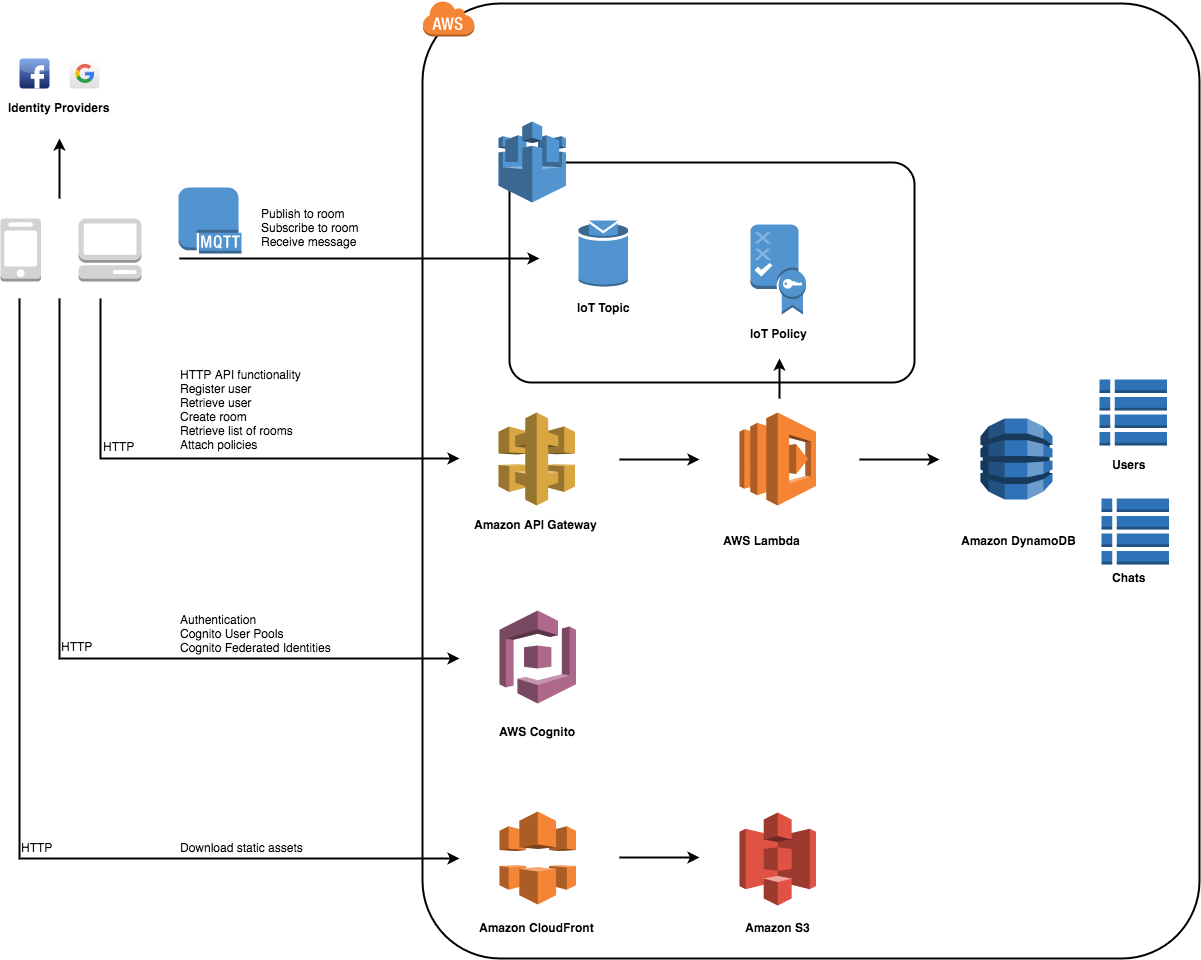 AWS
Identity Providers
MQTT
Publish to room
Subscribe to room
Receive message
IoT Topic
IoT Policy
HTTP API functionality
Register user
Retrieve user
Create room
Retrieve list of rooms
Attach policies
HTTP
Amazon API Gateway
AWS Lambda
Amazon DynamoDB
Users
Chats
Authentication
Cognito User Pools
Cognito Federated Identities
HTTP
AWS Cognito
HTTP
Download static assets
Amazon CloudFront
Amazon S3